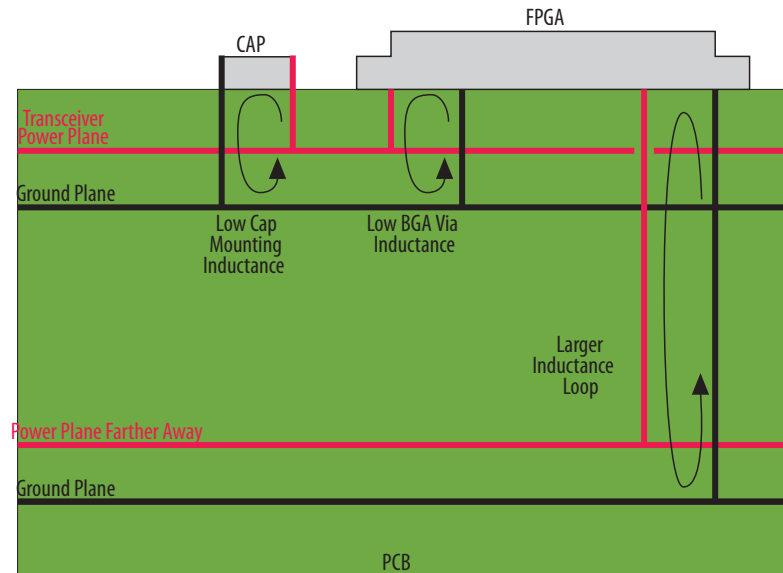 FPGA
CAP
Transceiver
Power Plane
Ground Plane
Low Cap
Mounting
Inductance
Low BGA Via
Inductance
Larger
Inductance
Loop
Power Plane Farther Away
Ground Plane
PCB